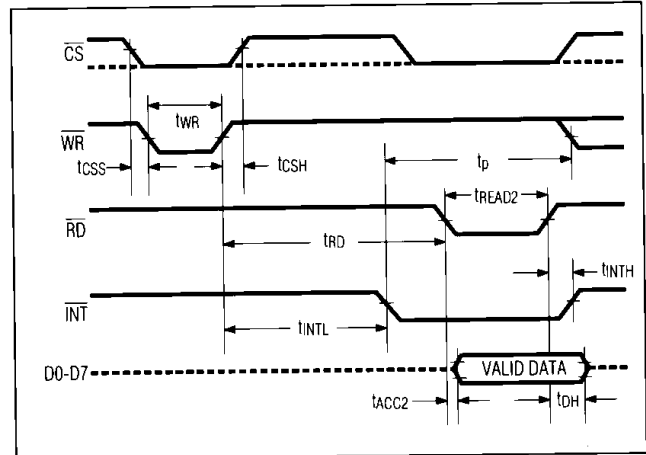 CS
tWR
WR
tCSS
tCSH
tp
tREAD2
RD
tRD
tINTH
INT
tINTL
D0-D7
VALID DATA
tACC2
tDH